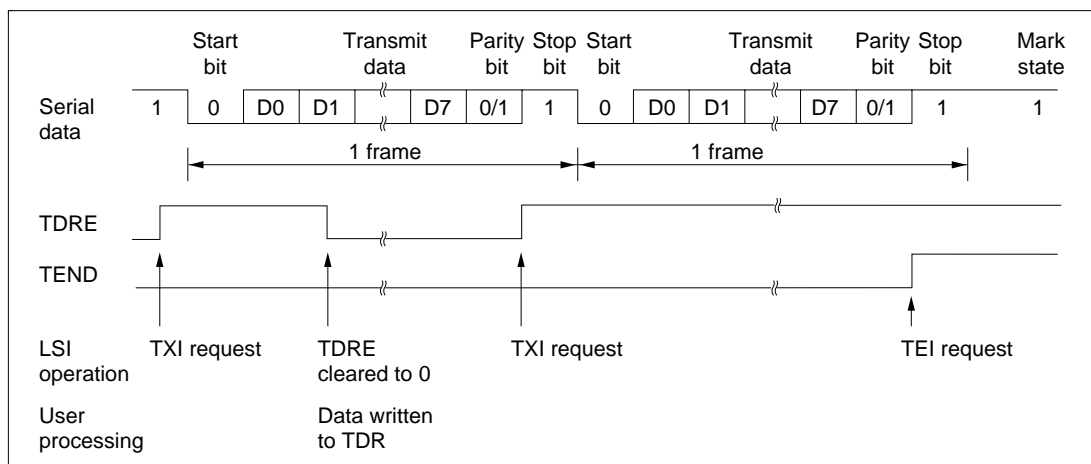 Start bit
Transmit data
Parity bit
Stop bit
Start bit
Transmit data
Parity bit
Stop bit
Mark state
Serial data
1 0 D0 D1 D7 0/1 1 0 D0 D1 D7 0/1 1 1
1 frame 1 frame
TDRE
TEND
LSI operation
TXI request
TDRE cleared to 0
TXI request
TEI request
User processing
Data written to TDR